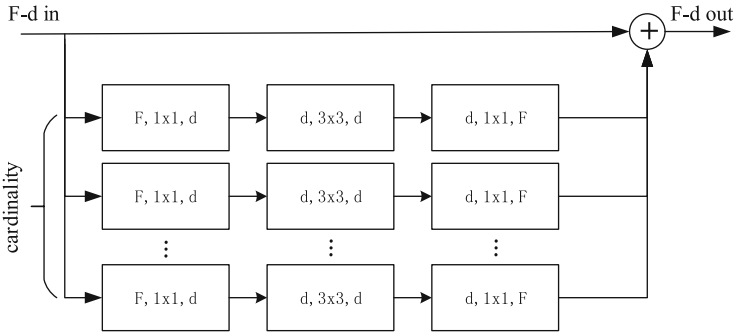 F-d in
F-d out
+
F, 1x1, d
d, 3x3, d
d, 1x1, F
cardinality
F, 1x1, d
d, 3x3, d
d, 1x1, F
⋮
⋮
⋮
F, 1x1, d
d, 3x3, d
d, 1x1, F